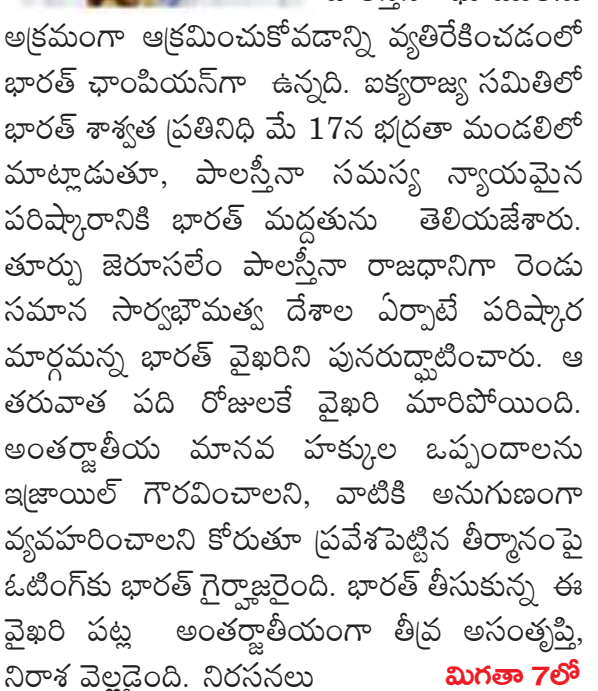 అక్రమంగా ఆక్రమించుకోవడాన్ని వ్యతిరేకించడంలో
భారత్ ఛాంపియన్‌గా ఉన్నది. ఐక్యరాజ్య సమితిలో
భారత్ శాశ్వత ప్రతినిధి మే 17న భద్రతా మండలిలో
మాట్లాడుతూ, పాలస్తీనా సమస్య న్యాయమైన
పరిష్కారానికి భారత్ మద్దతును తెలియజేశారు.
తూర్పు జెరూసలేం పాలస్తీనా రాజధానిగా రెండు
సమాన సార్వభౌమత్వ దేశాల ఏర్పాటే పరిష్కార
మార్గమన్న భారత్ వైఖరిని పునరుద్ఘాటించారు. ఆ
తరువాత పది రోజులకే వైఖరి మారిపోయింది.
అంతర్జాతీయ మానవ హక్కుల ఒప్పందాలను
ఇజ్రాయిల్ గౌరవించాలని, వాటికి అనుగుణంగా
వ్యవహరించాలని కోరుతూ ప్రవేశపెట్టిన తీర్మానంపై
ఓటింగ్‌కు భారత్ గైర్హాజరైంది. భారత్ తీసుకున్న ఈ
వైఖరి పట్ల అంతర్జాతీయంగా తీవ్ర అసంతృప్తి,
నిరాశ వెల్లడైంది. నిరసనలు మిగతా 7లో